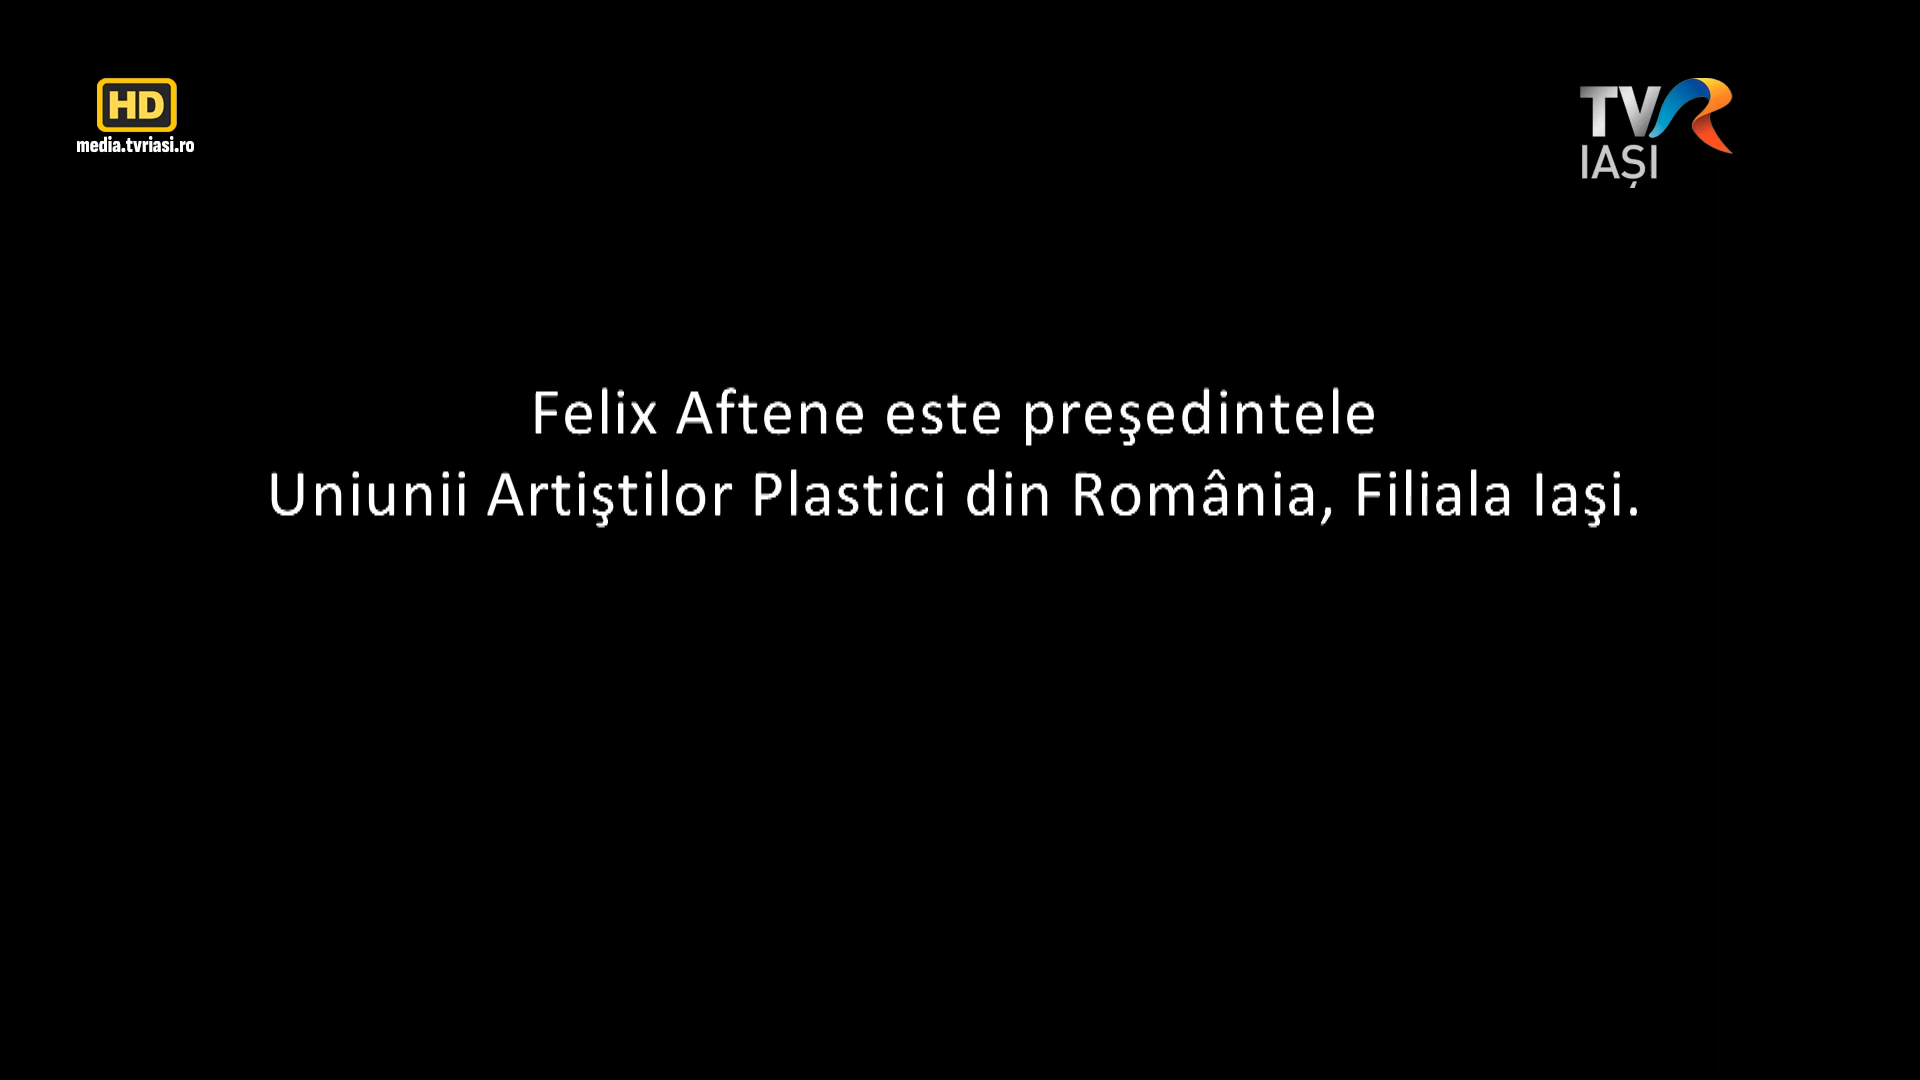 HD
media.tvriasi.ro
TVR
IAȘI
Felix Aftene este preşedintele
Uniunii Artiştilor Plastici din România, Filiala Iaşi.